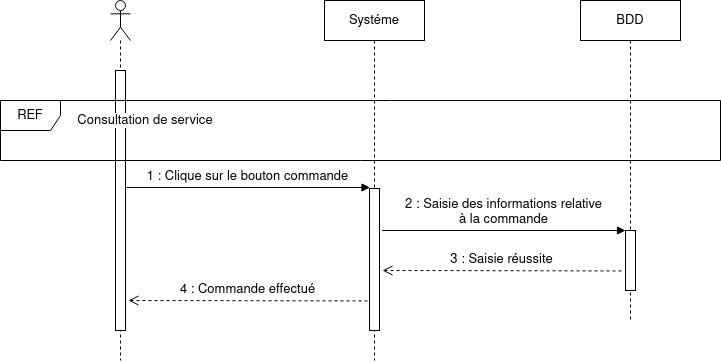 Systéme
BDD
REF
Consultation de service
1 : Clique sur le bouton commande
2 : Saisie des informations relative
à la commande
3 : Saisie réussite
4 : Commande effectué